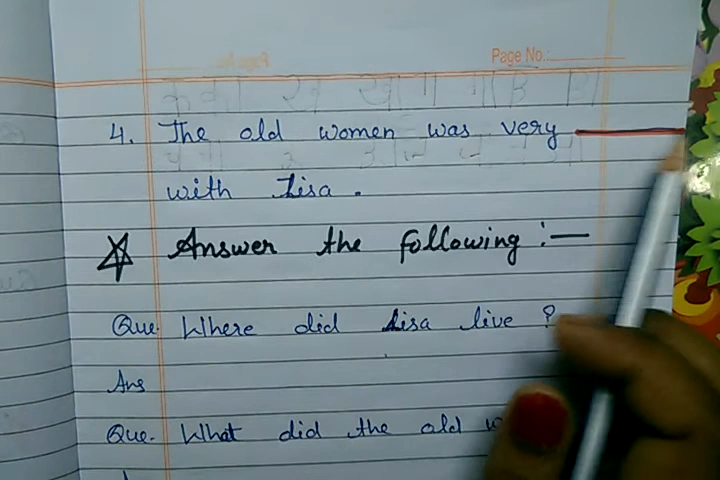 Page No.
4. The old women was very
with Lisa.
Answer the following :-
Que. Where did Lisa live ?
Ans
Que. What did the old